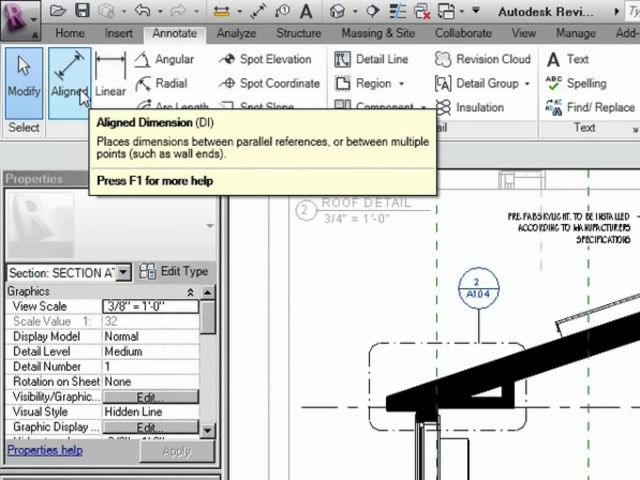 Autodesk Revi...
Home Insert Annotate Analyze Structure Massing & Site Collaborate View Manage Add-
Modify
Aligned
Linear
Angular
Radial
Arc Length
Spot Elevation
Spot Coordinate
Spot Slope
Detail Line
Region
Component
Revision Cloud
Detail Group
Insulation
Text
Spelling
Find/ Replace
Select
ail
Text
Aligned Dimension (DI)
Places dimensions between parallel references, or between multiple
points (such as wall ends).
Press F1 for more help
Properties
Section: SECTION A
Edit Type
Graphics
View Scale 3/8" = 1'-0"
Scale Value 1: 32
Display Model Normal
Detail Level Medium
Detail Number 1
Rotation on Sheet None
Visibility/Graphic... Edit...
Visual Style Hidden Line
Graphic Display ... Edit...
Properties help
Apply
2
ROOF DETAIL
3/4" = 1'-0"
PRE-FAB SKYLIGHT. TO BE INSTALLED
ACCORDING TO MANUFACTURERS
SPECIFICATIONS
2
A104